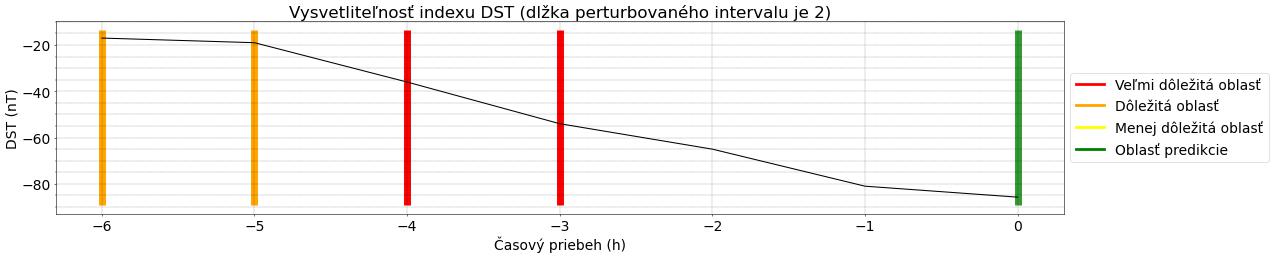 Vysvetliteľnosť indexu DST (dĺžka perturbovaného intervalu je 2)
DST (nT)
−20
−40
−60
−80
−6
−5
−4
−3
−2
−1
0
Časový priebeh (h)
Veľmi dôležitá oblasť
Dôležitá oblasť
Menej dôležitá oblasť
Oblasť predikcie